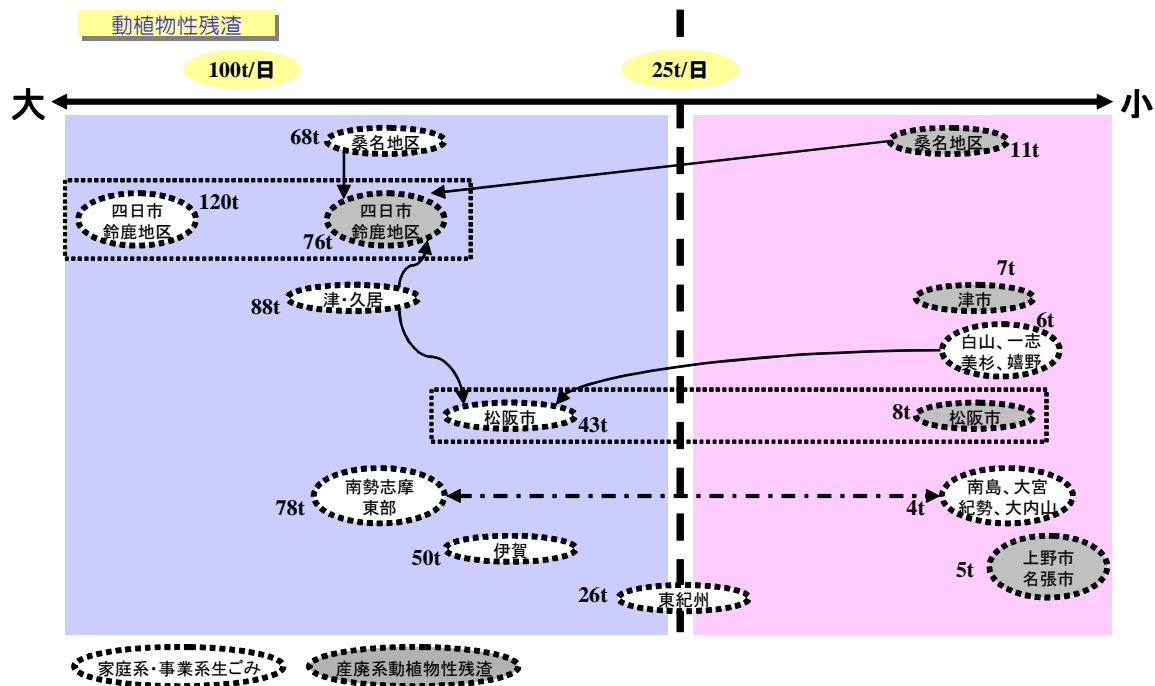 動植物性残渣
100t/日
25t/日
大
小
68t
桑名地区
桑名地区
11t
四日市
鈴鹿地区
120t
四日市
鈴鹿地区
76t
7t
88t
津・久居
津市
6t
白山、一志
美杉、嬉野
松阪市
43t
8t
松阪市
78t
南勢志摩
東部
4t
南島、大宮
紀勢、大内山
50t
伊賀
5t
上野市
名張市
26t
東紀州
家庭系・事業系生ごみ
産廃系動植物性残渣